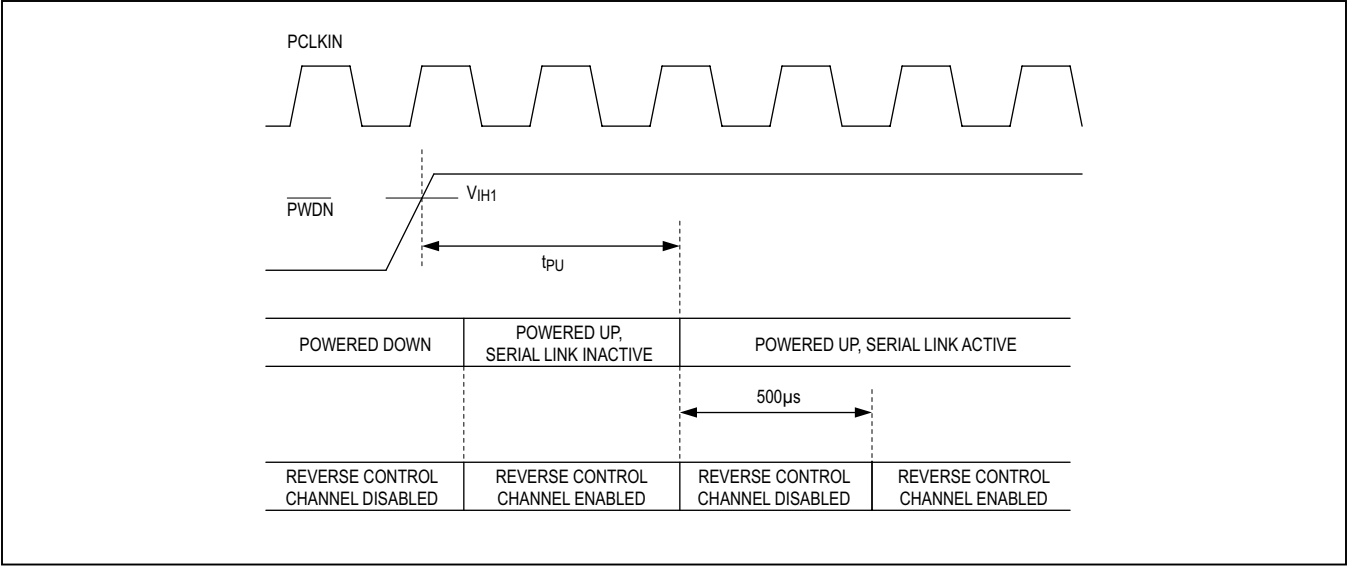 PCLKIN
VIH1
PWDN
tPU
POWERED DOWN
POWERED UP,
SERIAL LINK INACTIVE
POWERED UP, SERIAL LINK ACTIVE
500µs
REVERSE CONTROL
CHANNEL DISABLED
REVERSE CONTROL
CHANNEL ENABLED
REVERSE CONTROL
CHANNEL DISABLED
REVERSE CONTROL
CHANNEL ENABLED